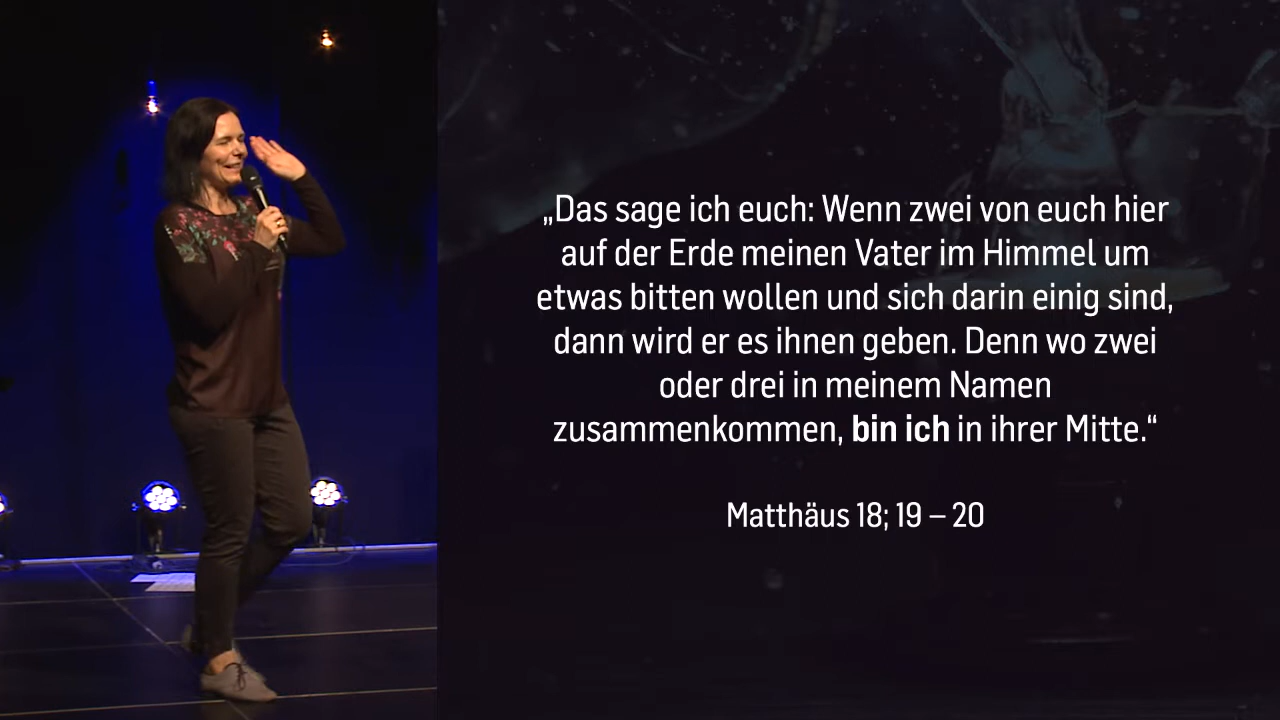 „Das sage ich euch: Wenn zwei von euch hier
auf der Erde meinen Vater im Himmel um
etwas bitten wollen und sich darin einig sind,
dann wird er es ihnen geben. Denn wo zwei
oder drei in meinem Namen
zusammenkommen, bin ich in ihrer Mitte.“
Matthäus 18; 19 – 20